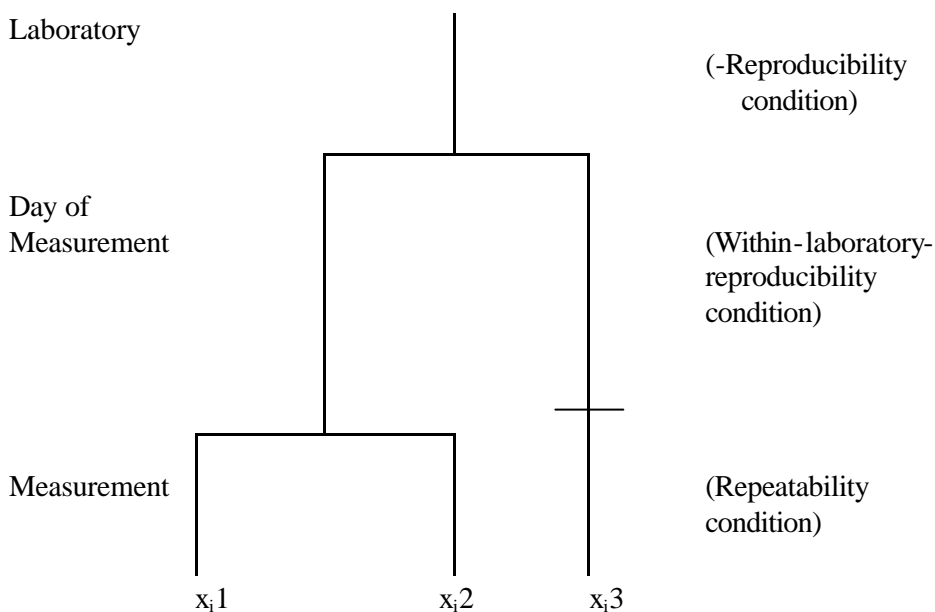 Laboratory
(-Reproducibility
condition)
Day of
Measurement
(Within-laboratory-
reproducibility
condition)
Measurement
(Repeatability
condition)
xᵢ1
xᵢ2
xᵢ3